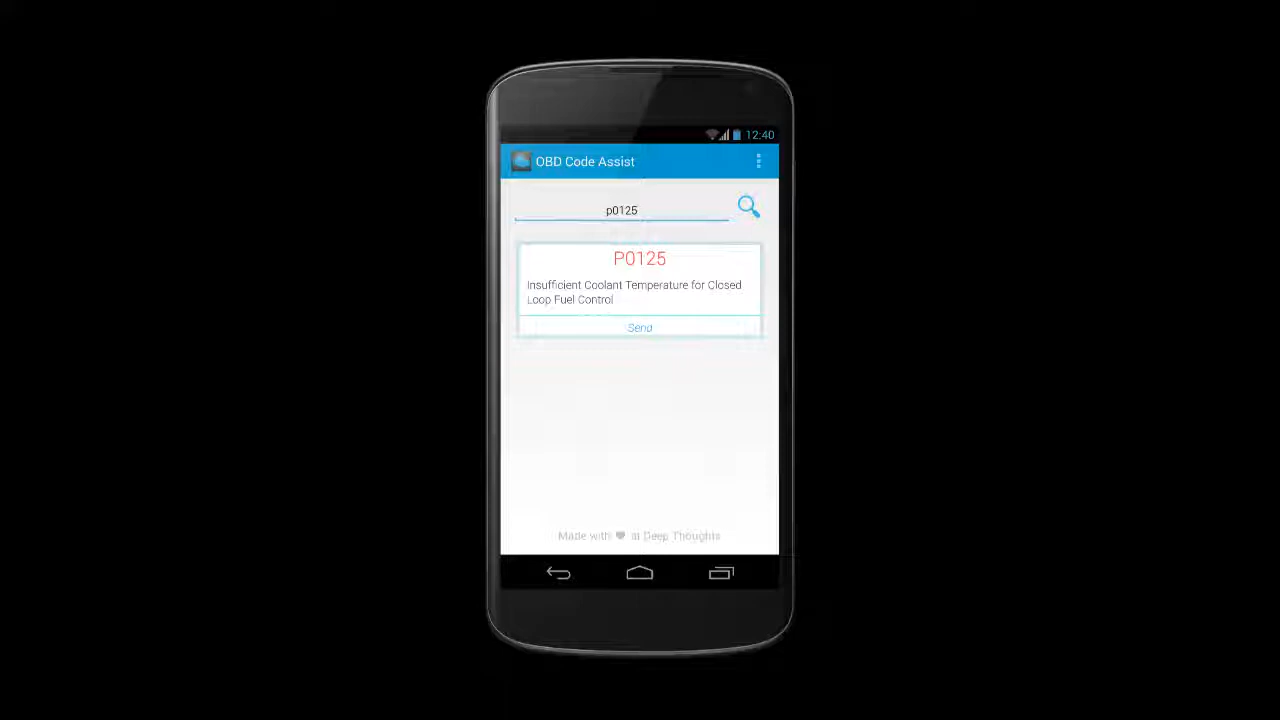 12:40
OBD Code Assist
p0125
P0125
Insufficient Coolant Temperature for Closed
Loop Fuel Control
Send
Made with ♥ at Deep Thoughts